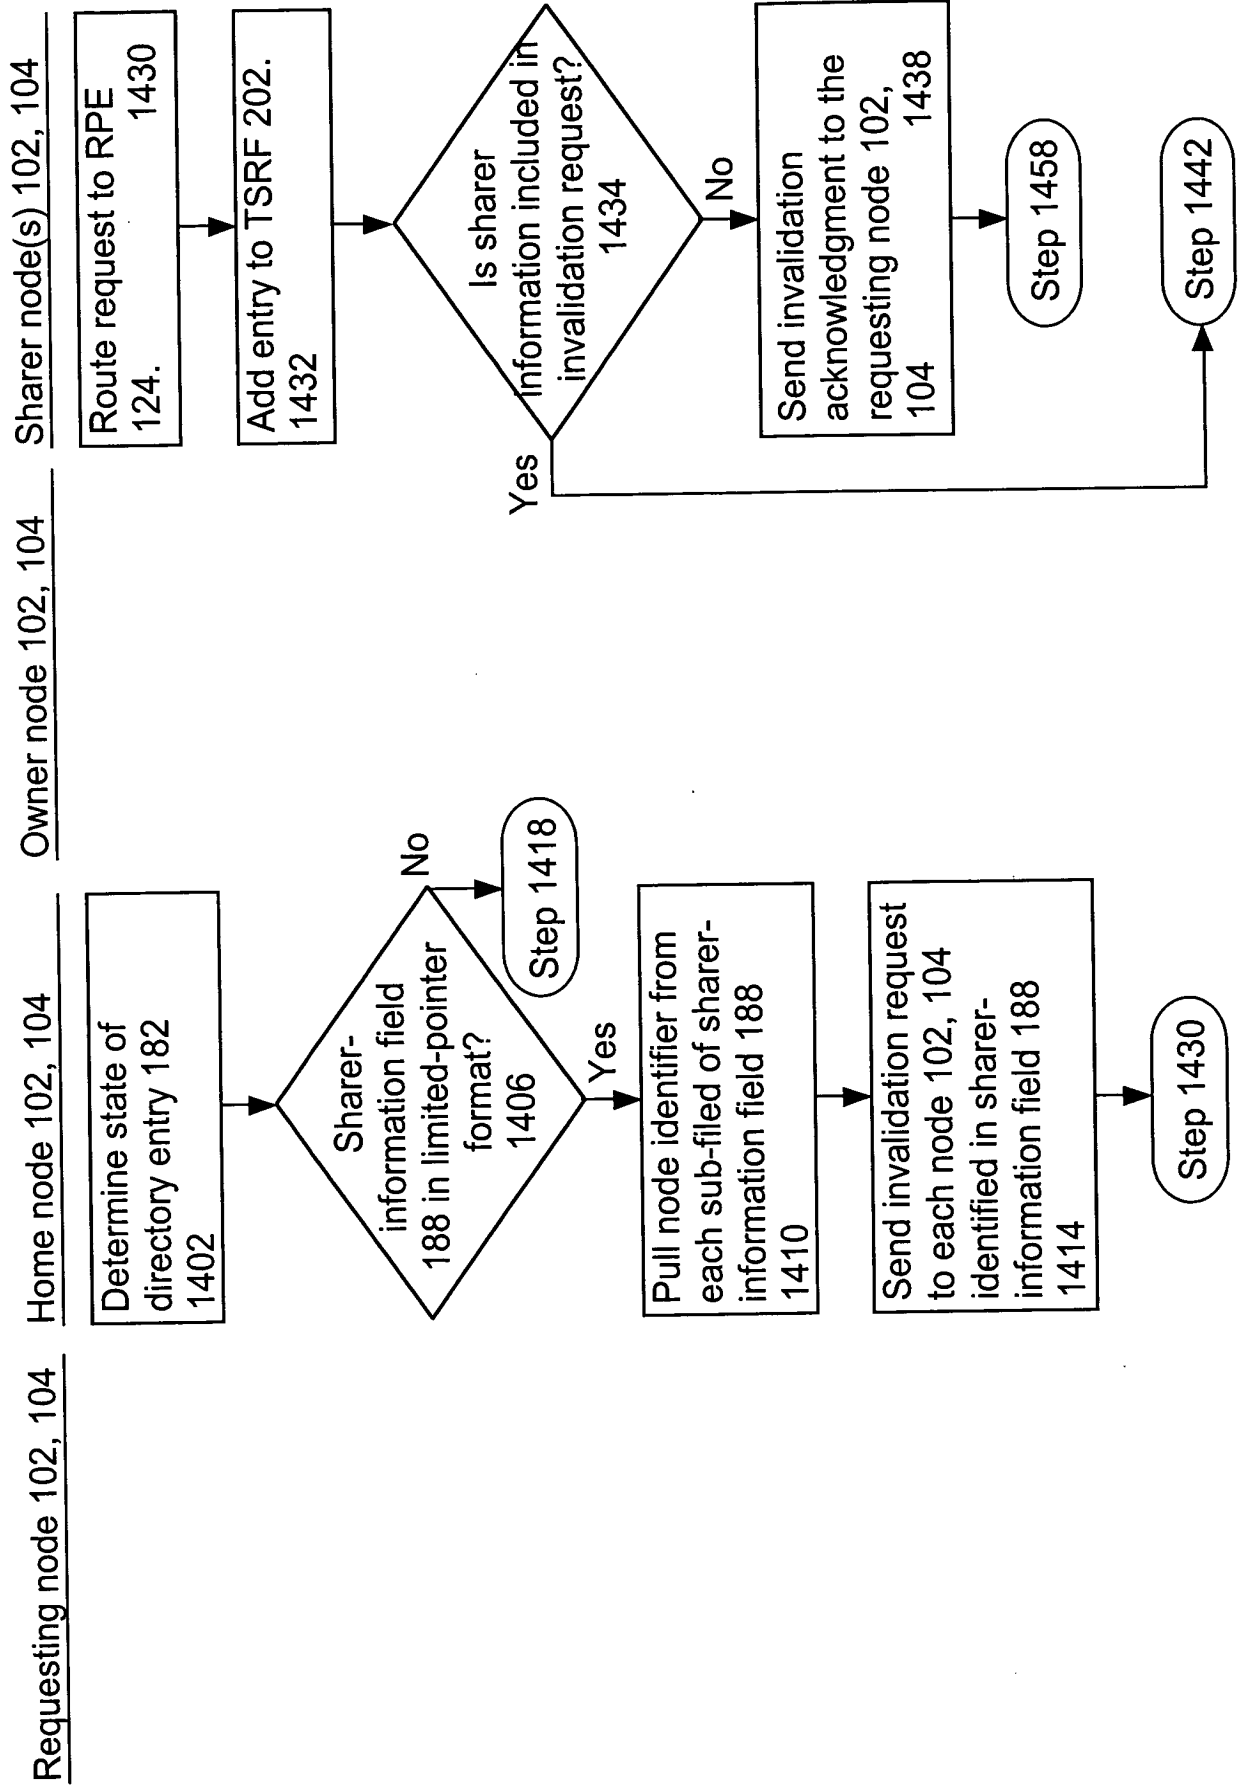 Requesting node 102, 104
Home node 102, 104
Owner node 102, 104
Sharer node(s) 102, 104
Determine state of
directory entry 182
1402
Sharer-
information field
188 in limited-pointer
format?
1406
No
Step 1418
Yes
Pull node identifier from
each sub-filed of sharer-
information field 188
1410
Send invalidation request
to each node 102, 104
identified in sharer-
information field 188
1414
Step 1430
Route request to RPE
124. 1430
Add entry to TSRF 202.
1432
Is sharer
information included in
invalidation request?
1434
Yes
No
Send invalidation
acknowledgment to the
requesting node 102,
104 1438
Step 1458
Step 1442